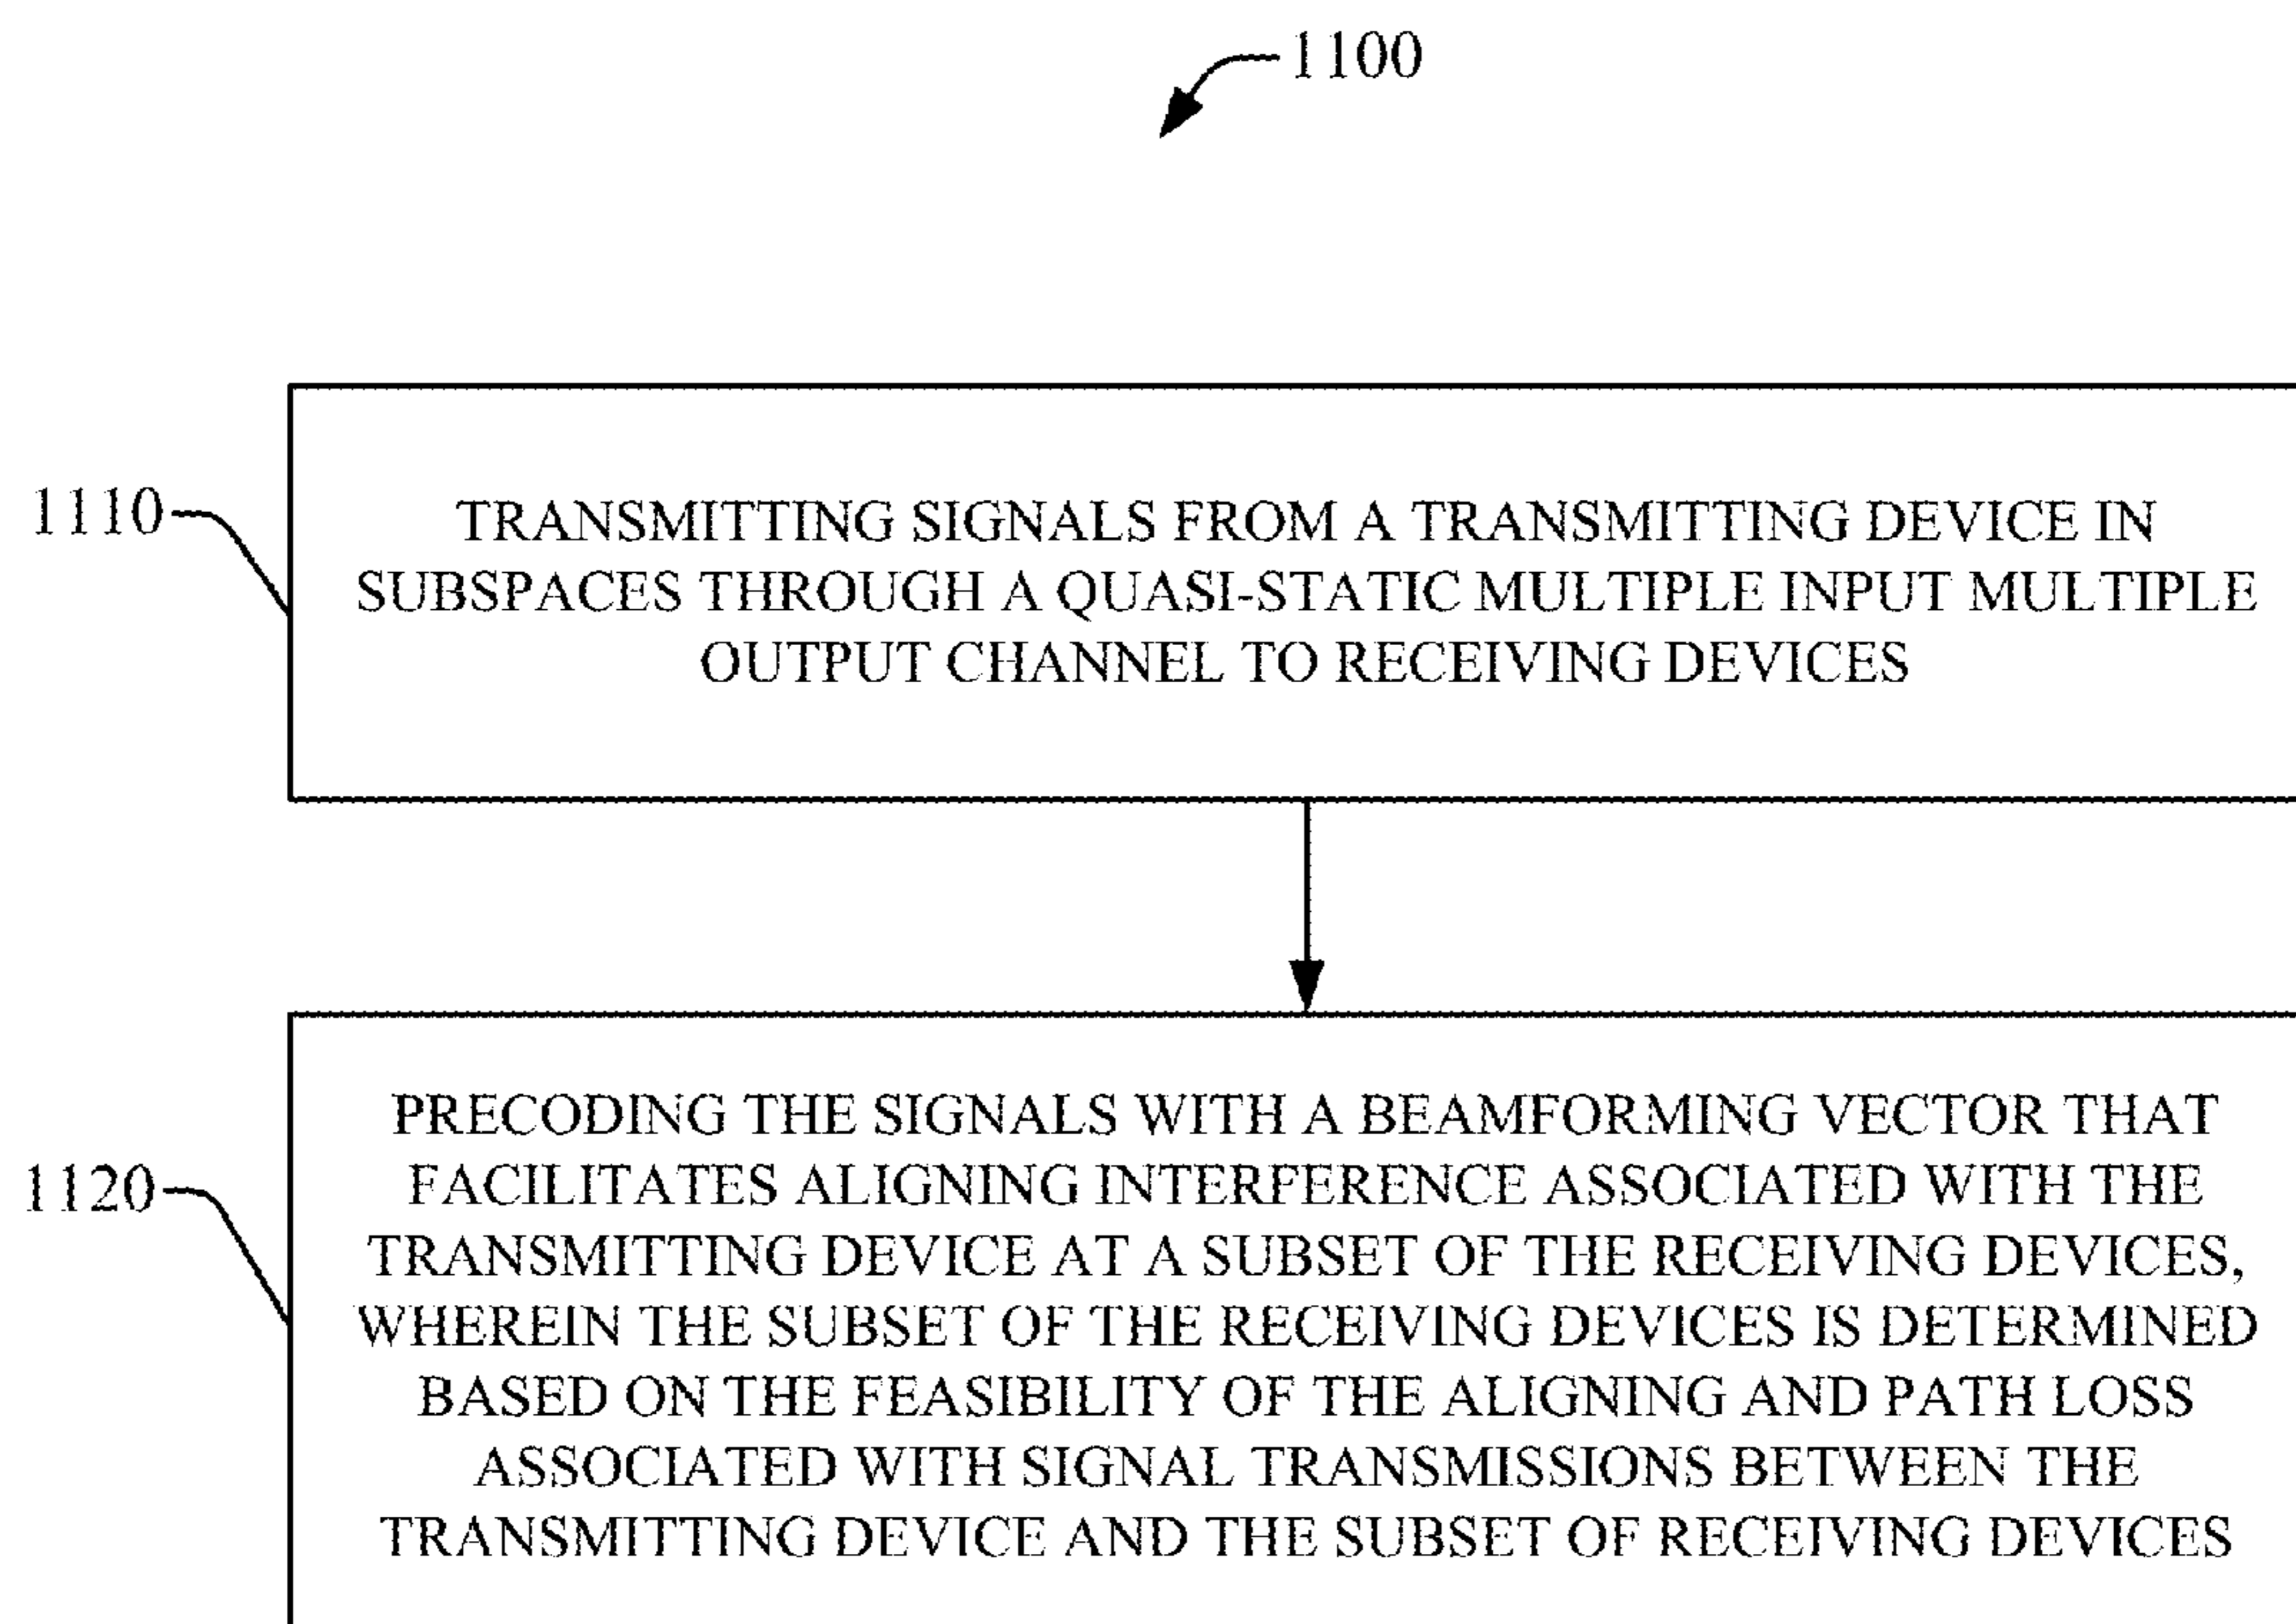 1100
1110
TRANSMITTING SIGNALS FROM A TRANSMITTING DEVICE IN
SUBSPACES THROUGH A QUASI-STATIC MULTIPLE INPUT MULTIPLE
OUTPUT CHANNEL TO RECEIVING DEVICES
1120
PRECODING THE SIGNALS WITH A BEAMFORMING VECTOR THAT
FACILITATES ALIGNING INTERFERENCE ASSOCIATED WITH THE
TRANSMITTING DEVICE AT A SUBSET OF THE RECEIVING DEVICES,
WHEREIN THE SUBSET OF THE RECEIVING DEVICES IS DETERMINED
BASED ON THE FEASIBILITY OF THE ALIGNING AND PATH LOSS
ASSOCIATED WITH SIGNAL TRANSMISSIONS BETWEEN THE
TRANSMITTING DEVICE AND THE SUBSET OF RECEIVING DEVICES